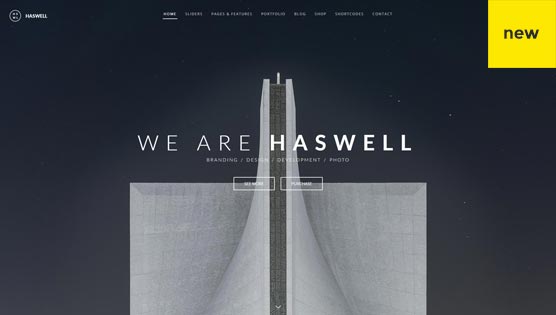 HASWELL
HOME SLIDERS PAGES & FEATURES PORTFOLIO BLOG SHOP SHORTCODES CONTACT
new
WE ARE HASWELL
BRANDING / DESIGN / DEVELOPMENT / PHOTO
SEE MORE PURCHASE